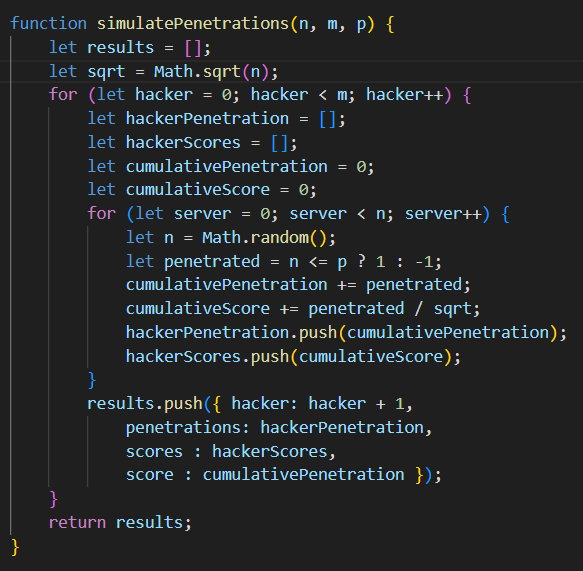 function simulatePenetrations(n, m, p) {
    let results = [];
    let sqrt = Math.sqrt(n);
    for (let hacker = 0; hacker < m; hacker++) {
        let hackerPenetration = [];
        let hackerScores = [];
        let cumulativePenetration = 0;
        let cumulativeScore = 0;
        for (let server = 0; server < n; server++) {
            let n = Math.random();
            let penetrated = n <= p ? 1 : -1;
            cumulativePenetration += penetrated;
            cumulativeScore += penetrated / sqrt;
            hackerPenetration.push(cumulativePenetration);
            hackerScores.push(cumulativeScore);
        }
        results.push({ hacker: hacker + 1,
            penetrations: hackerPenetration,
            scores : hackerScores,
            score : cumulativePenetration });
    }
    return results;
}